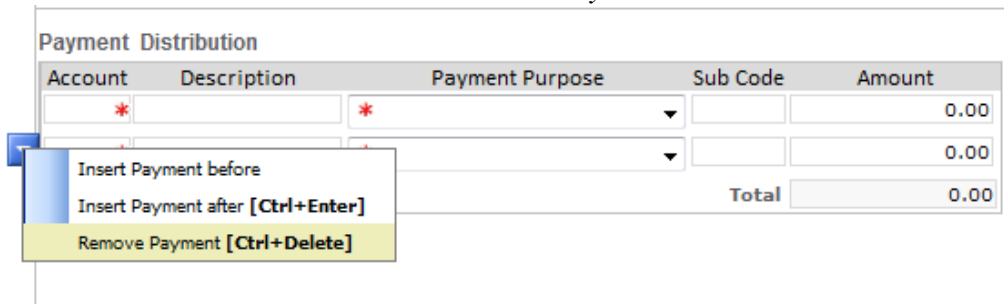 Payment Distribution
Account Description Payment Purpose Sub Code Amount
* * 0.00
0.00
Insert Payment before
Insert Payment after [Ctrl+Enter]
Total 0.00
Remove Payment [Ctrl+Delete]